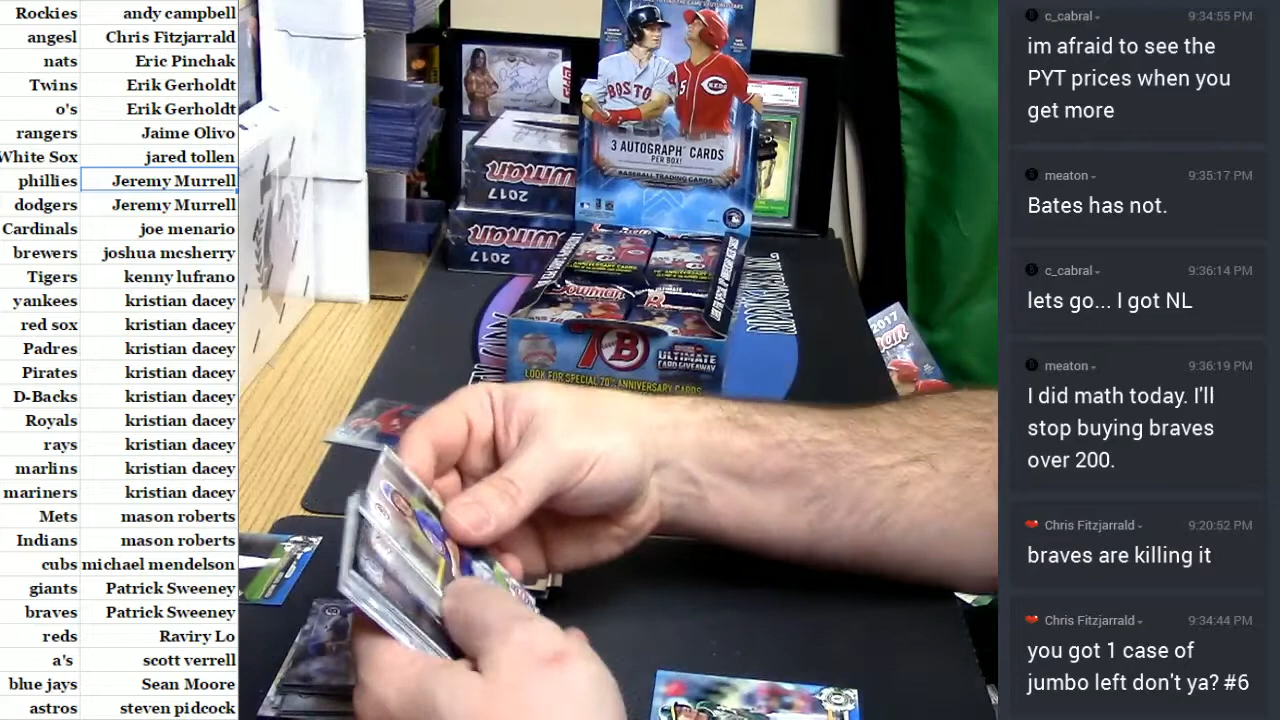 Rockies andy campbell
angesl Chris Fitzjarrald
nats Eric Pinchak
Twins Erik Gerholdt
o's Erik Gerholdt
rangers Jaime Olivo
White Sox jared tollen
phillies Jeremy Murrell
dodgers Jeremy Murrell
Cardinals joe menario
brewers joshua mcsherry
Tigers kenny lufrano
yankees kristian dacey
red sox kristian dacey
Padres kristian dacey
Pirates kristian dacey
D-Backs kristian dacey
Royals kristian dacey
rays kristian dacey
marlins kristian dacey
mariners kristian dacey
Mets mason roberts
Indians mason roberts
cubs michael mendelson
giants Patrick Sweeney
braves Patrick Sweeney
reds Raviry Lo
a's scott verrell
blue jays Sean Moore
astros steven pidcock
BOSTON
REDS
3 AUTOGRAPH CARDS
PER BOX!
BASEBALL TRADING CARDS
2017
2017
Bowman
70
B
ULTIMATE
CARD GIVEAWAY
LOOK FOR SPECIAL 70TH ANNIVERSARY CARDS
2017
c_cabral 9:34:55 PM
im afraid to see the
PYT prices when you
get more
meaton 9:35:17 PM
Bates has not.
c_cabral 9:36:14 PM
lets go... I got NL
meaton 9:36:19 PM
I did math today. I'll
stop buying braves
over 200.
Chris Fitzjarrald 9:20:52 PM
braves are killing it
Chris Fitzjarrald 9:34:44 PM
you got 1 case of
jumbo left don't ya? #6